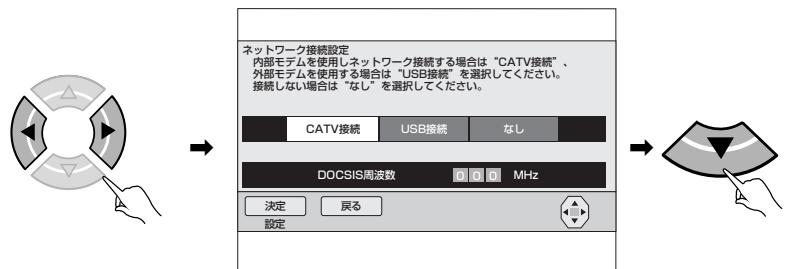 ネットワーク接続設定
内部モデムを使用しネットワーク接続する場合は“CATV接続”、
外部モデムを使用する場合は“USB接続”を選択してください。
接続しない場合は“なし”を選択してください。
CATV接続 USB接続 なし
DOCSIS周波数 0 0 0 MHz
決定 戻る
設定